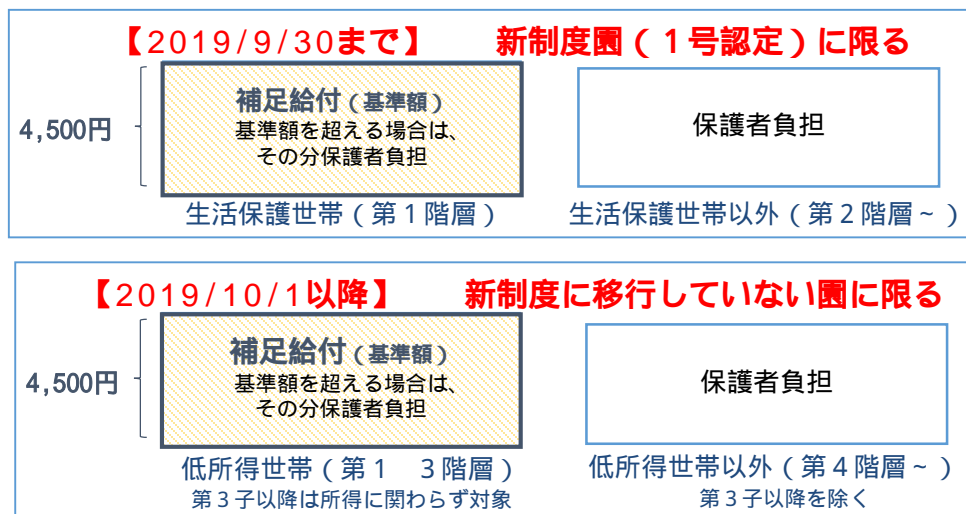 【2019/9/30まで】 新制度園(1号認定)に限る
4,500円
補足給付(基準額)
基準額を超える場合は、
その分保護者負担
保護者負担
生活保護世帯(第1階層)
生活保護世帯以外(第2階層~)
【2019/10/1以降】 新制度に移行していない園に限る
4,500円
補足給付(基準額)
基準額を超える場合は、
その分保護者負担
保護者負担
低所得世帯(第1 3階層)
第3子以降は所得に関わらず対象
低所得世帯以外(第4階層~)
第3子以降を除く